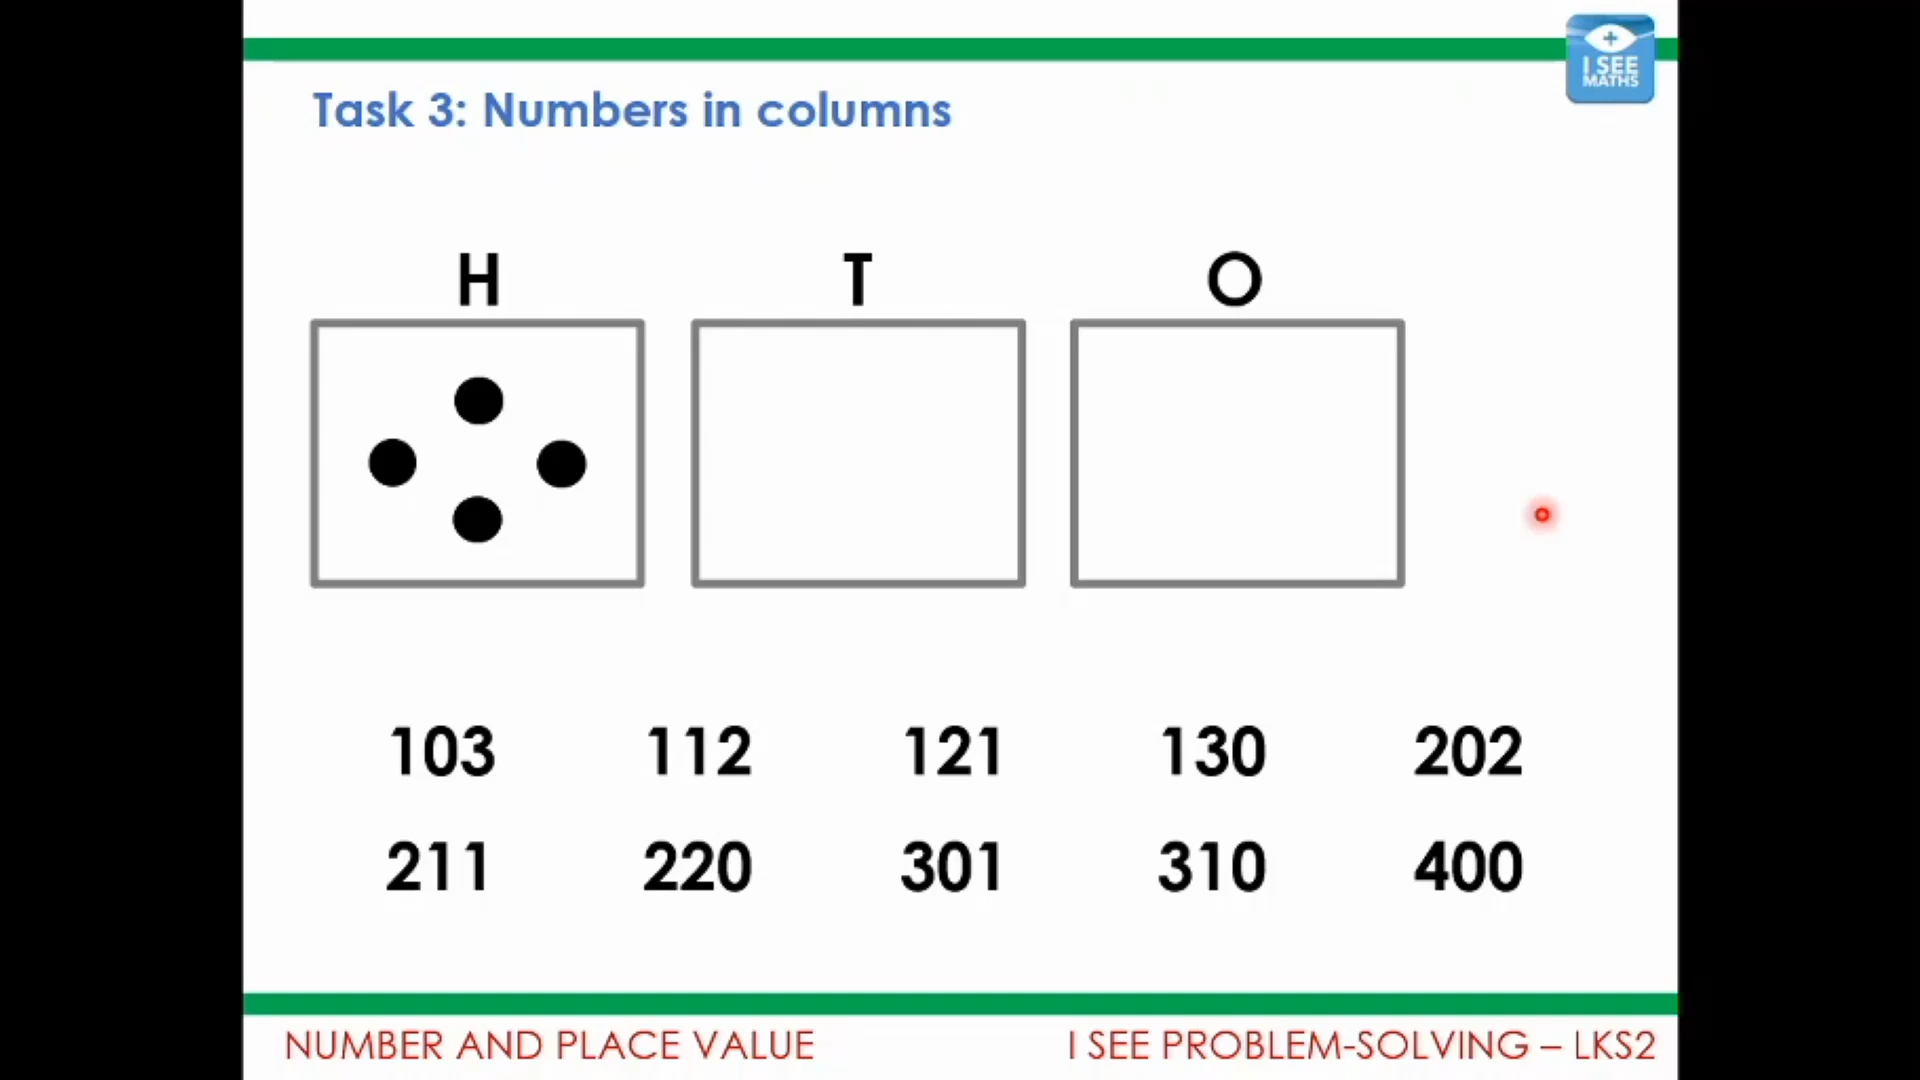 I SEE
MATHS
Task 3: Numbers in columns
H T O
103 112 121 130 202
211 220 301 310 400
NUMBER AND PLACE VALUE I SEE PROBLEM-SOLVING – LKS2